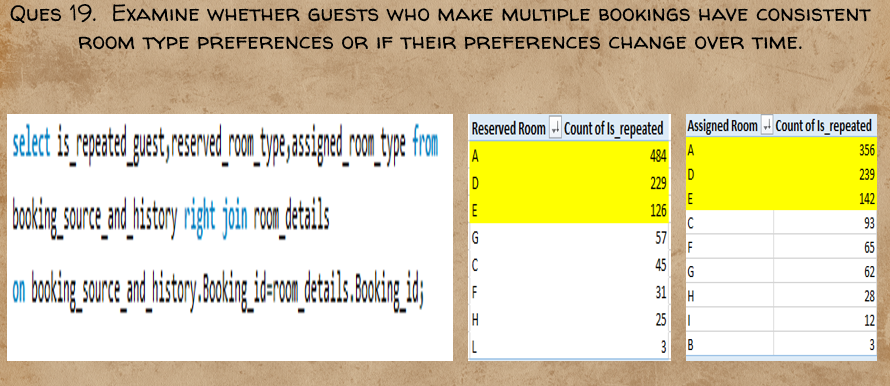 Ques 19. Examine whether guests who make multiple bookings have consistent
room type preferences or if their preferences change over time.
select is_repeated_guest,reserved_room_type,assigned_room_type from
booking_source_and_history right join room_details
on booking_source_and_history.Booking_id=room_details.Booking_id;
Reserved Room Count of Is_repeated
A 484
D 229
E 126
G 57
C 45
F 31
H 25
L 3
Assigned Room Count of Is_repeated
A 356
D 239
E 142
C 93
F 65
G 62
H 28
I 12
B 3